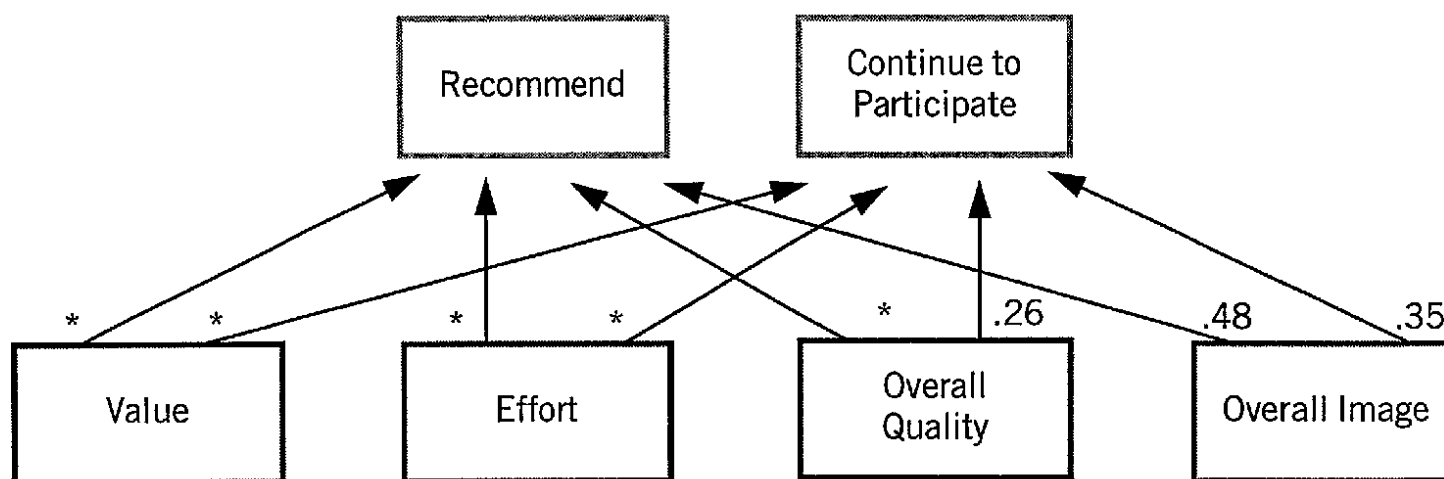 Recommend
Continue to
Participate
* * * * * .26 .48 .35
Value
Effort
Overall
Quality
Overall Image